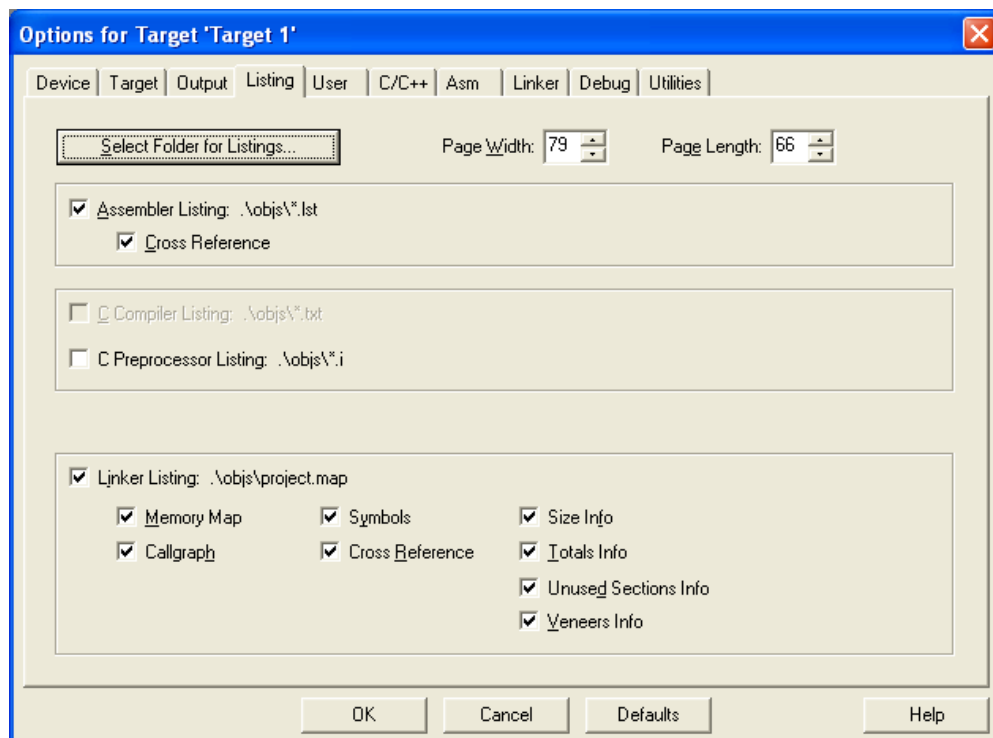 Options for Target 'Target 1'
Device Target Output Listing User C/C++ Asm Linker Debug Utilities
Select Folder for Listings... Page Width: 79 Page Length: 66
Assembler Listing: .\objs\*.lst
Cross Reference
C Compiler Listing: .\objs\*.txt
C Preprocessor Listing: .\objs\*.i
Linker Listing: .\objs\project.map
Memory Map Symbols Size Info
Callgraph Cross Reference Totals Info
Unused Sections Info
Veneers Info
OK Cancel Defaults Help